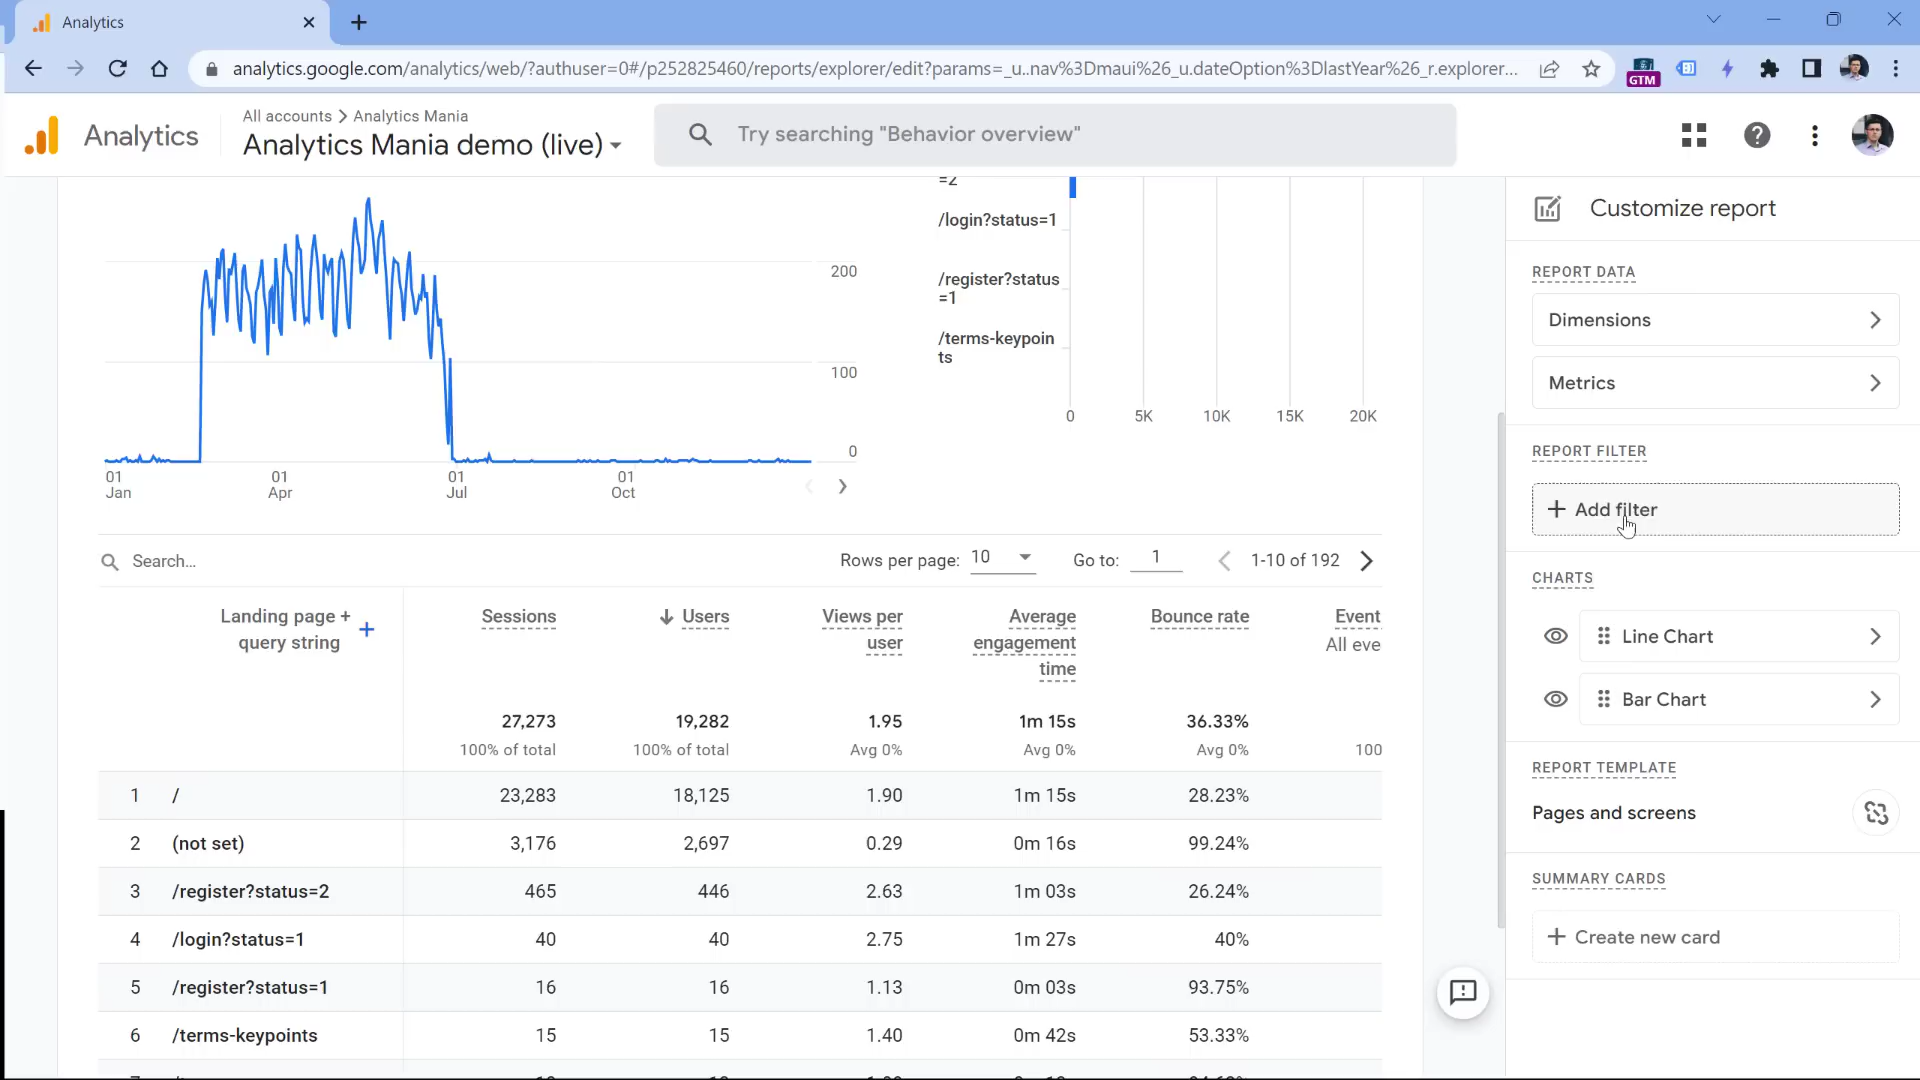 Analytics
analytics.google.com/analytics/web/?authuser=0#/p252825460/reports/explorer/edit?params=_u..nav%3Dmaui%26_u.dateOption%3DlastYear%26_r.explorer...
GTM
Analytics
All accounts > Analytics Mania
Analytics Mania demo (live)
Try searching "Behavior overview"
200
100
0
01 Jan
01 Apr
01 Jul
01 Oct
=2
/login?status=1
/register?status
=1
/terms-keypoin
ts
0 5K 10K 15K 20K
Search...
Rows per page: 10
Go to: 1
1-10 of 192
Landing page +
query string
Sessions
Users
Views per
user
Average
engagement
time
Bounce rate
Event
All eve
27,273 19,282 1.95 1m 15s 36.33%
100% of total 100% of total Avg 0% Avg 0% Avg 0% 100
1 / 23,283 18,125 1.90 1m 15s 28.23%
2 (not set) 3,176 2,697 0.29 0m 16s 99.24%
3 /register?status=2 465 446 2.63 1m 03s 26.24%
4 /login?status=1 40 40 2.75 1m 27s 40%
5 /register?status=1 16 16 1.13 0m 03s 93.75%
6 /terms-keypoints 15 15 1.40 0m 42s 53.33%
Customize report
REPORT DATA
Dimensions
Metrics
REPORT FILTER
Add filter
CHARTS
Line Chart
Bar Chart
REPORT TEMPLATE
Pages and screens
SUMMARY CARDS
Create new card